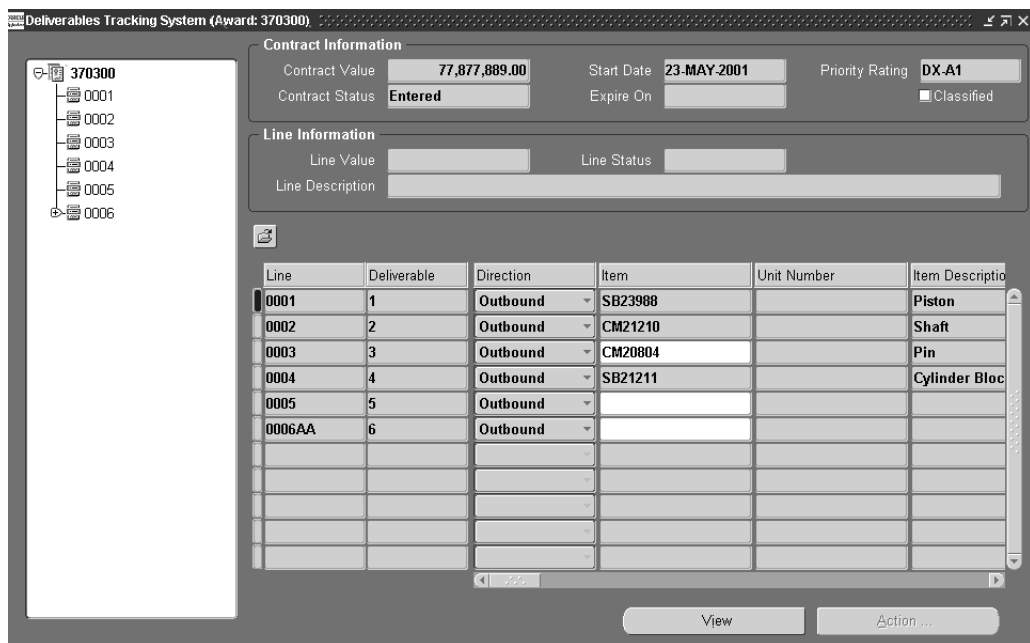 Deliverables Tracking System (Award: 370300)
370300
0001
0002
0003
0004
0005
0006
Contract Information
Contract Value 77,877,889.00 Start Date 23-MAY-2001 Priority Rating DX-A1
Contract Status Entered Expire On Classified
Line Information
Line Value Line Status
Line Description
Line Deliverable Direction Item Unit Number Item Descriptio
0001 1 Outbound SB23988 Piston
0002 2 Outbound CM21210 Shaft
0003 3 Outbound CM20804 Pin
0004 4 Outbound SB21211 Cylinder Bloc
0005 5 Outbound
0006AA 6 Outbound
View Action ...